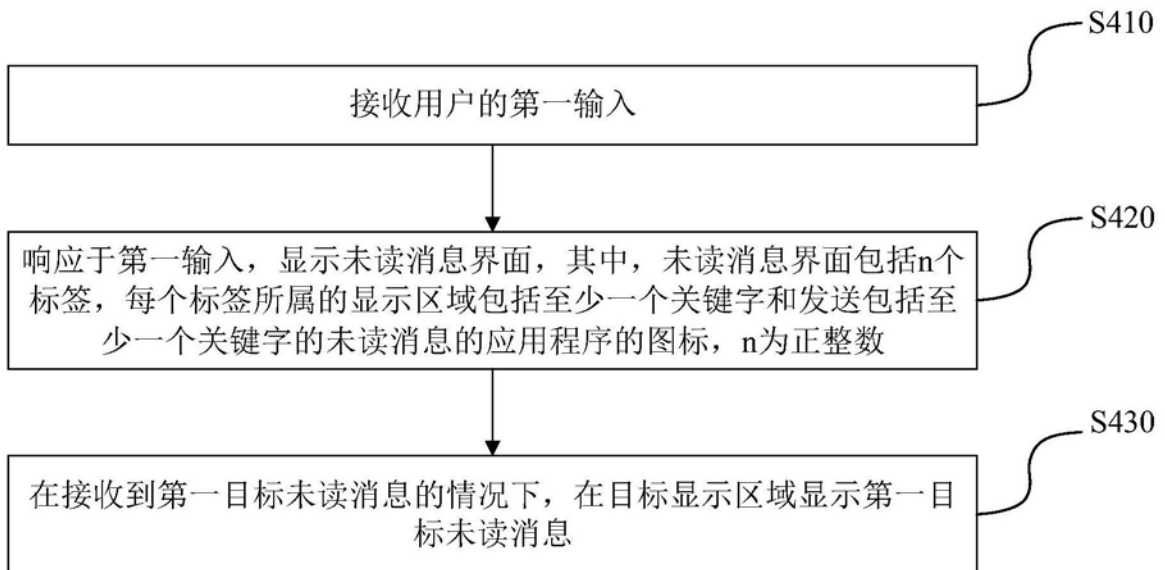 S410
接收用户的第一输入
S420
响应于第一输入，显示未读消息界面，其中，未读消息界面包括n个
标签，每个标签所属的显示区域包括至少一个关键字和发送包括至
少一个关键字的未读消息的应用程序的图标，n为正整数
S430
在接收到第一目标未读消息的情况下，在目标显示区域显示第一目
标未读消息